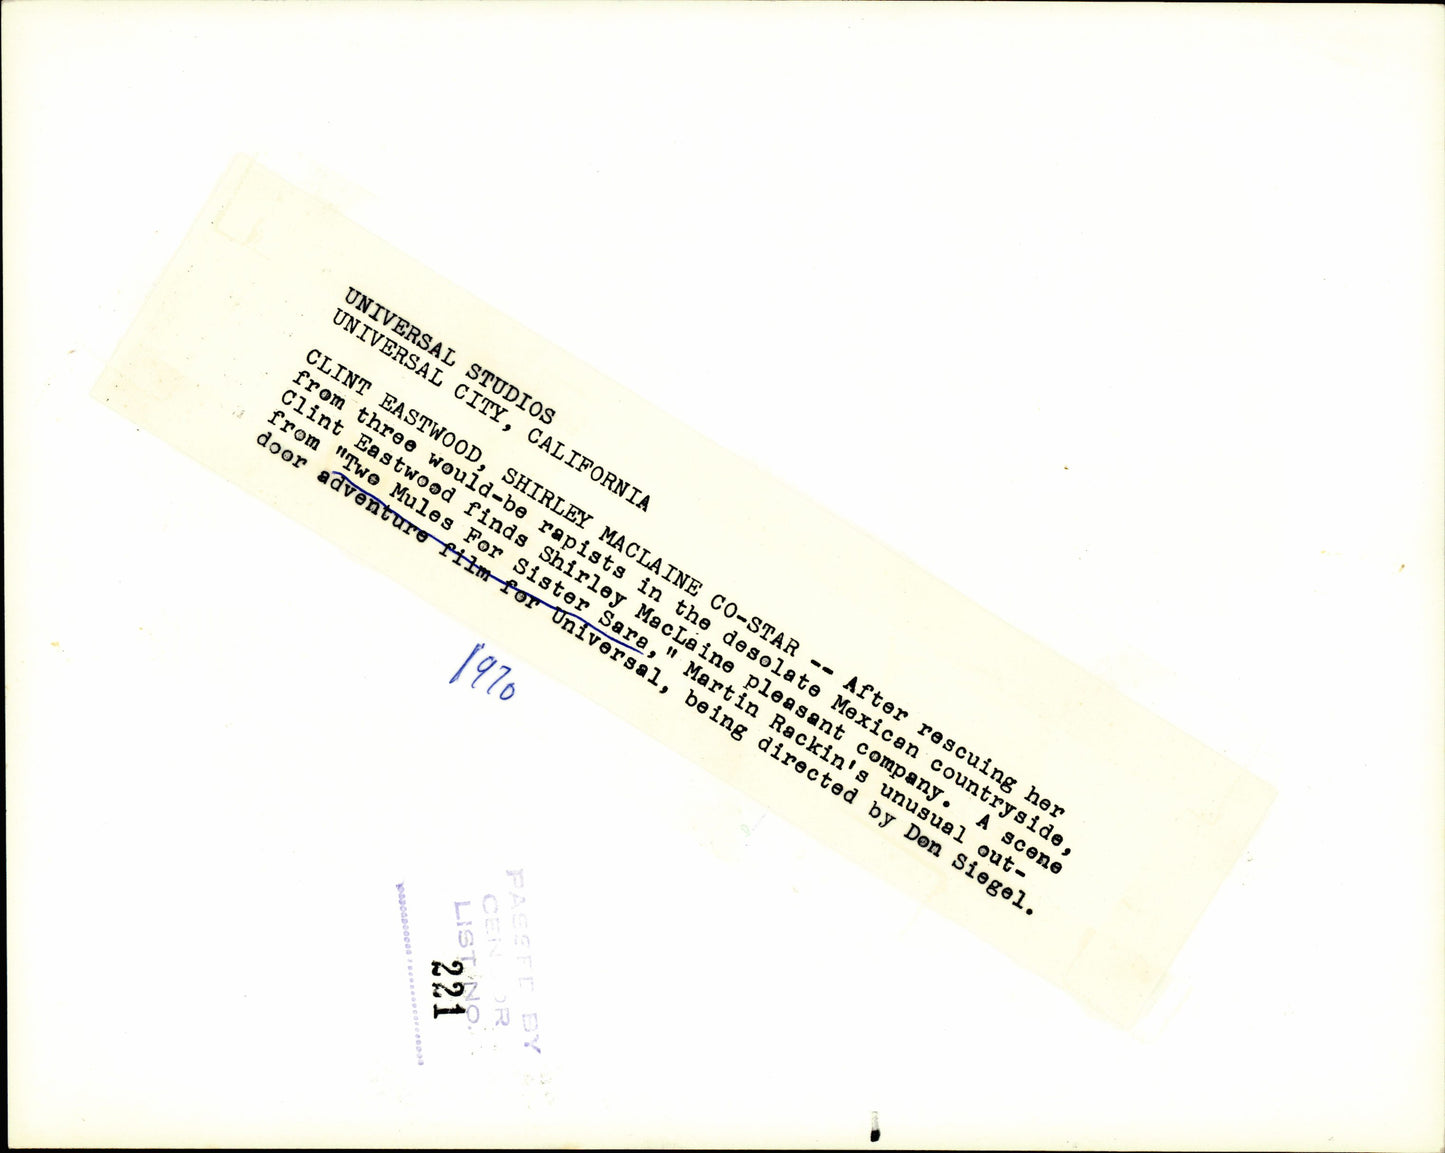 UNIVERSAL STUDIOS
UNIVERSAL CITY, CALIFORNIA
CLINT EASTWOOD, SHIRLEY MACLAINE CO-STAR -- After rescuing her
from three would-be rapists in the desolate Mexican countryside,
Clint Eastwood finds Shirley MacLaine pleasant company. A scene
from "Two Mules For Sister Sara," Martin Rackin's unusual out-
door adventure film for Universal, being directed by Don Siegel.
1970
PASSED BY
CENSOR
LIST NO.
221